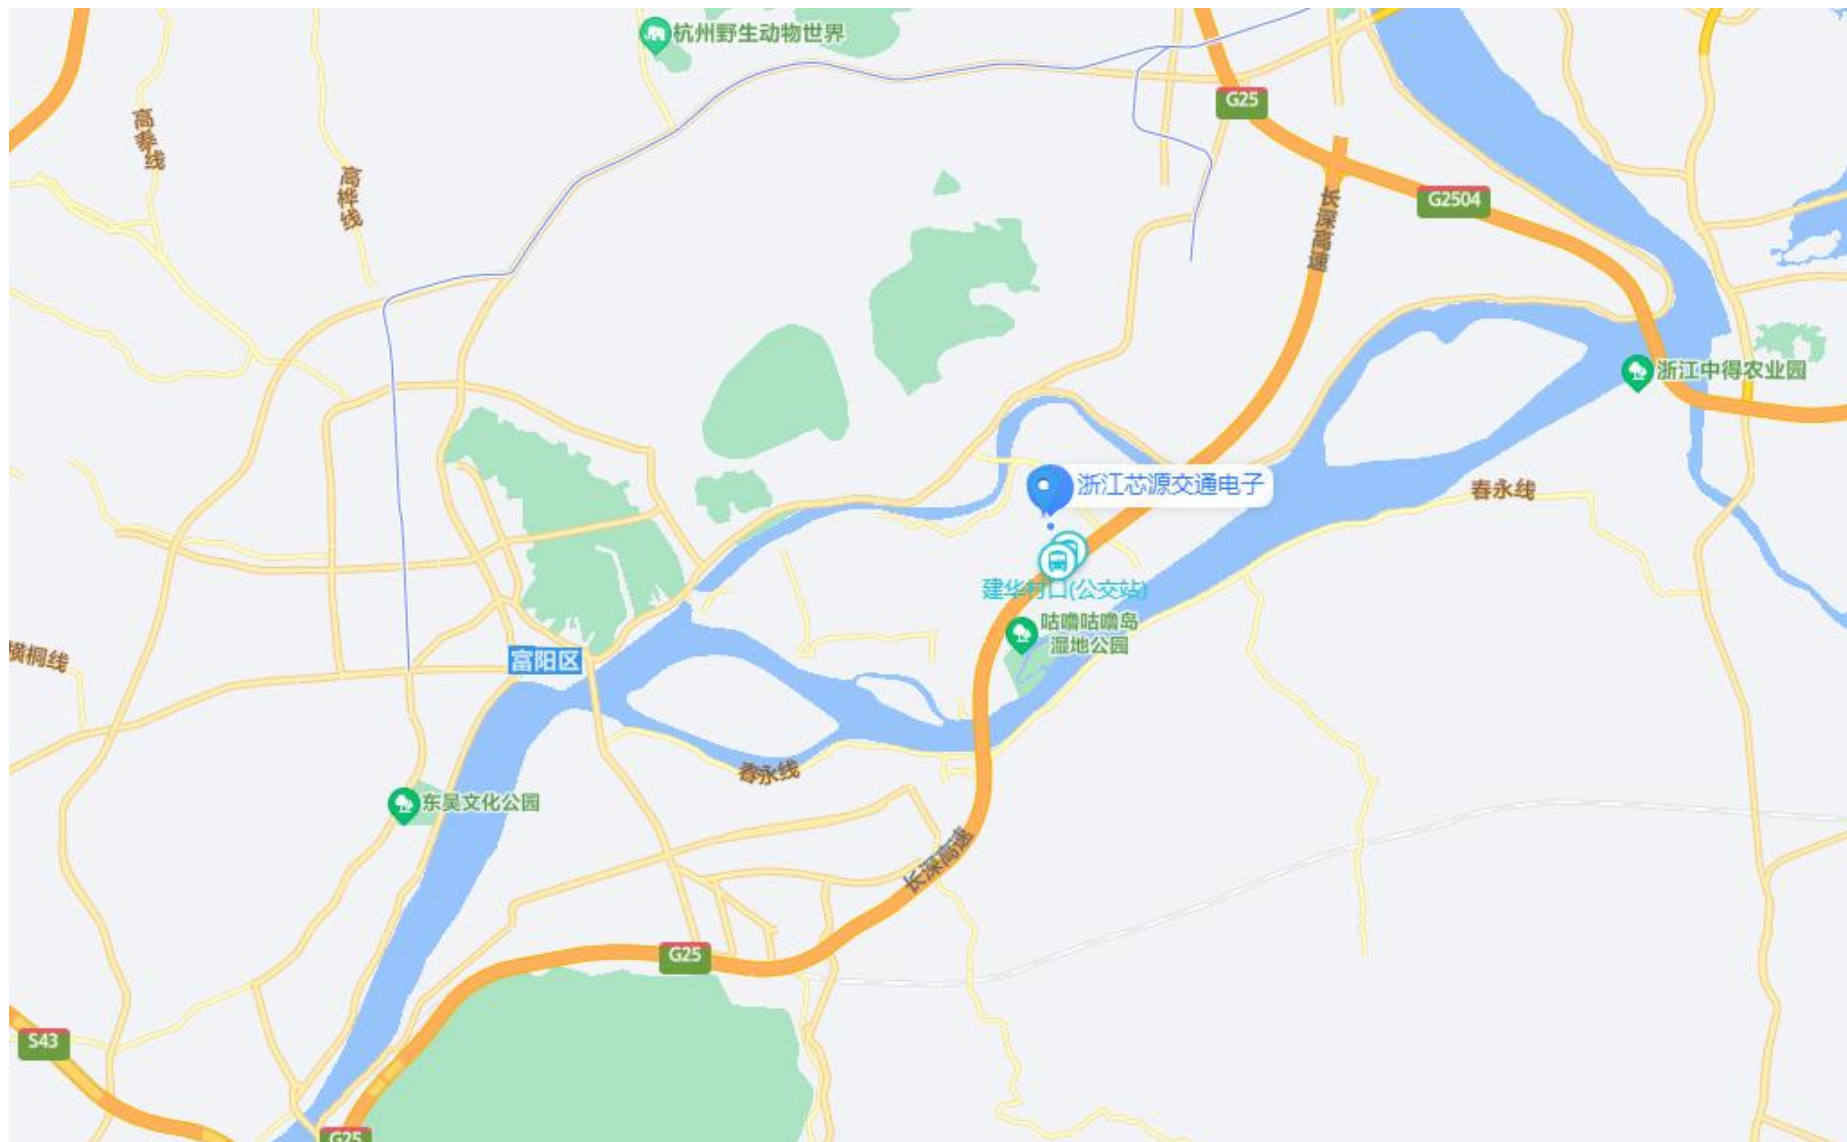 杭州野生动物世界
G25
高泰线
高桦线
G2504
长深高速
浙江中得农业园
浙江芯源交通电子
春永线
建华村口(公交站)
咕噜咕噜岛
湿地公园
横桐线
富阳区
春永线
东吴文化公园
长深高速
G25
S43
G25